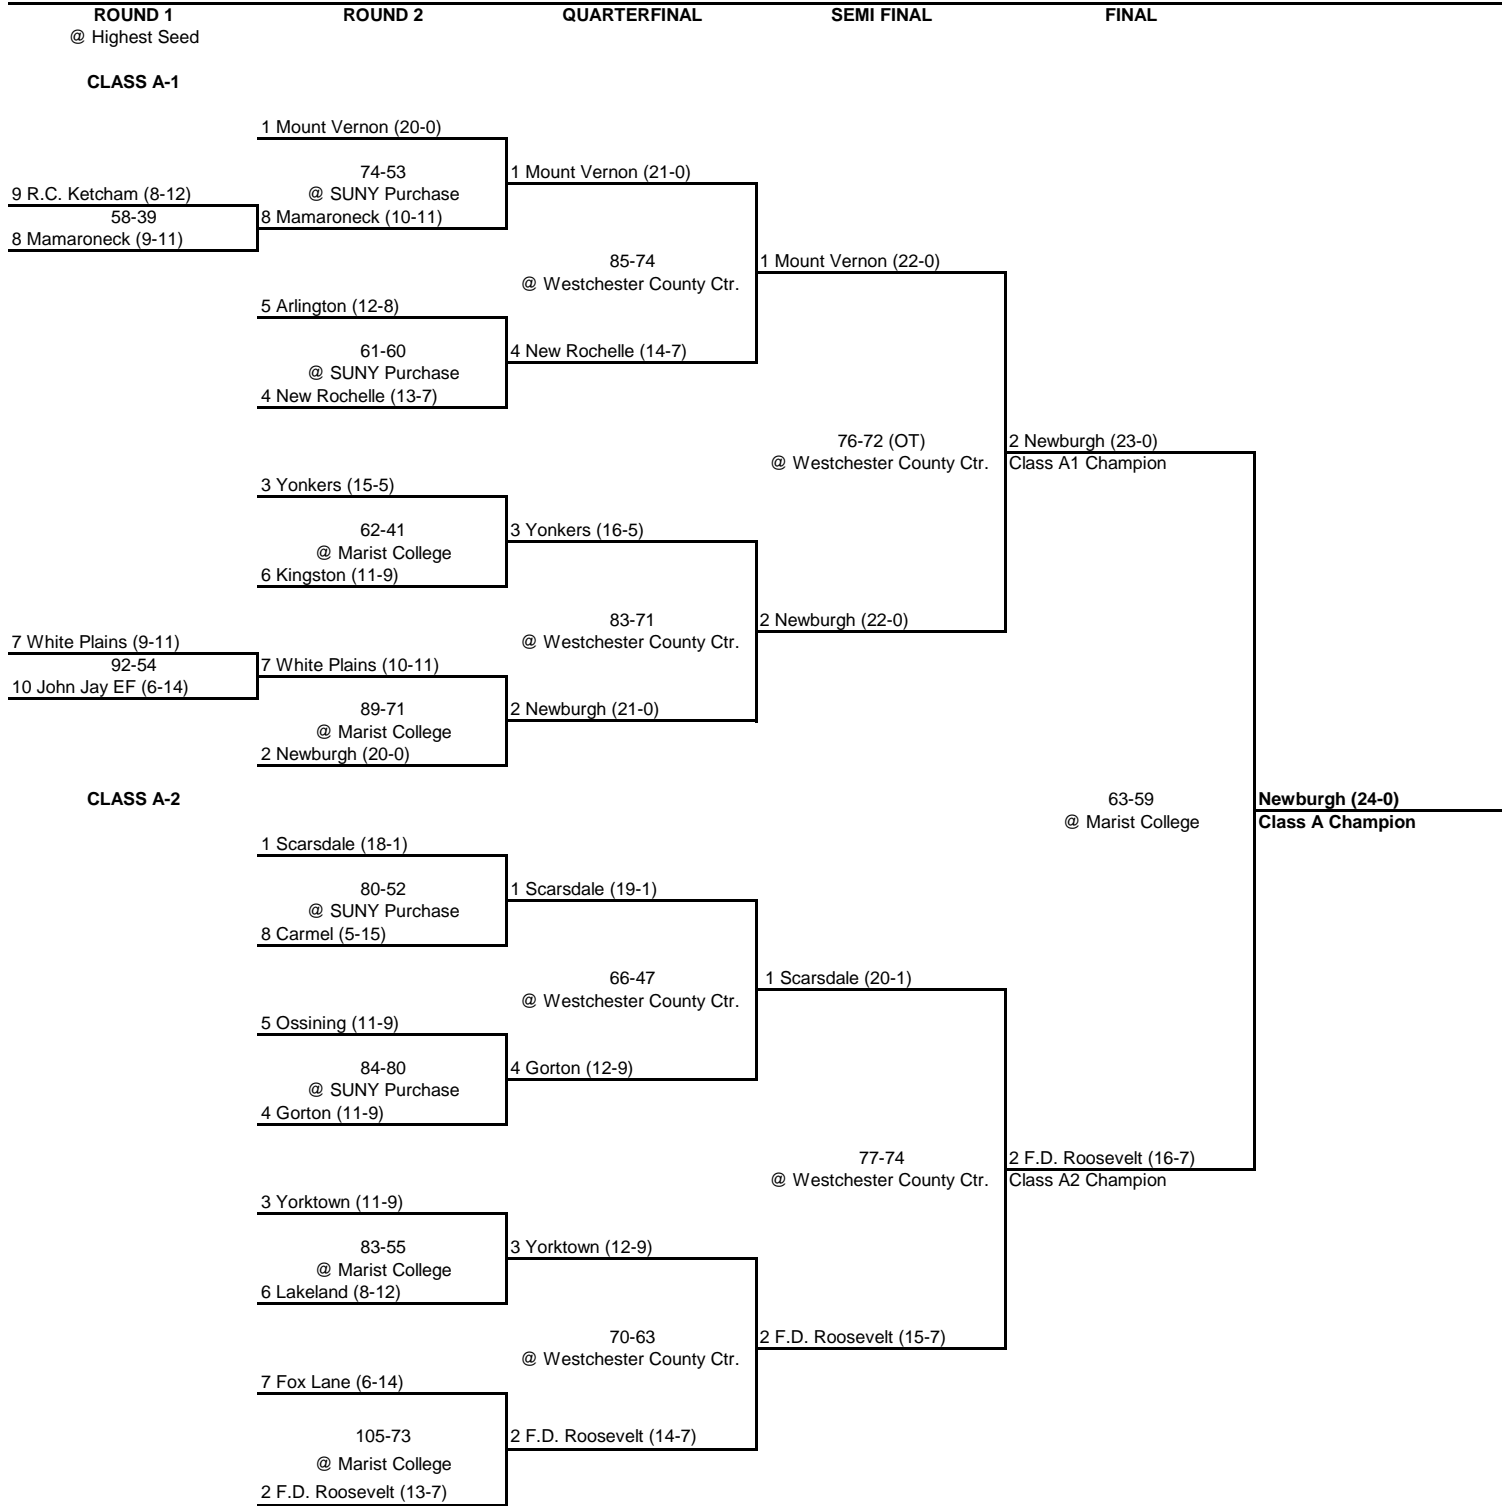 ROUND 1 ROUND 2 QUARTERFINAL SEMI FINAL FINAL
@ Highest Seed
CLASS A-1
1 Mount Vernon (20-0)
74-53 1 Mount Vernon (21-0)
9 R.C. Ketcham (8-12) @ SUNY Purchase
58-39 8 Mamaroneck (10-11)
8 Mamaroneck (9-11)
85-74 1 Mount Vernon (22-0)
@ Westchester County Ctr.
5 Arlington (12-8)
61-60 4 New Rochelle (14-7)
@ SUNY Purchase
4 New Rochelle (13-7)
76-72 (OT) 2 Newburgh (23-0)
@ Westchester County Ctr. Class A1 Champion
3 Yonkers (15-5)
62-41 3 Yonkers (16-5)
@ Marist College
6 Kingston (11-9)
83-71 2 Newburgh (22-0)
7 White Plains (9-11) @ Westchester County Ctr.
92-54 7 White Plains (10-11)
10 John Jay EF (6-14)
89-71 2 Newburgh (21-0)
@ Marist College
2 Newburgh (20-0)
CLASS A-2 63-59 Newburgh (24-0)
@ Marist College Class A Champion
1 Scarsdale (18-1)
80-52 1 Scarsdale (19-1)
@ SUNY Purchase
8 Carmel (5-15)
66-47 1 Scarsdale (20-1)
@ Westchester County Ctr.
5 Ossining (11-9)
84-80 4 Gorton (12-9)
@ SUNY Purchase
4 Gorton (11-9)
77-74 2 F.D. Roosevelt (16-7)
@ Westchester County Ctr. Class A2 Champion
3 Yorktown (11-9)
83-55 3 Yorktown (12-9)
@ Marist College
6 Lakeland (8-12)
70-63 2 F.D. Roosevelt (15-7)
@ Westchester County Ctr.
7 Fox Lane (6-14)
105-73 2 F.D. Roosevelt (14-7)
@ Marist College
2 F.D. Roosevelt (13-7)